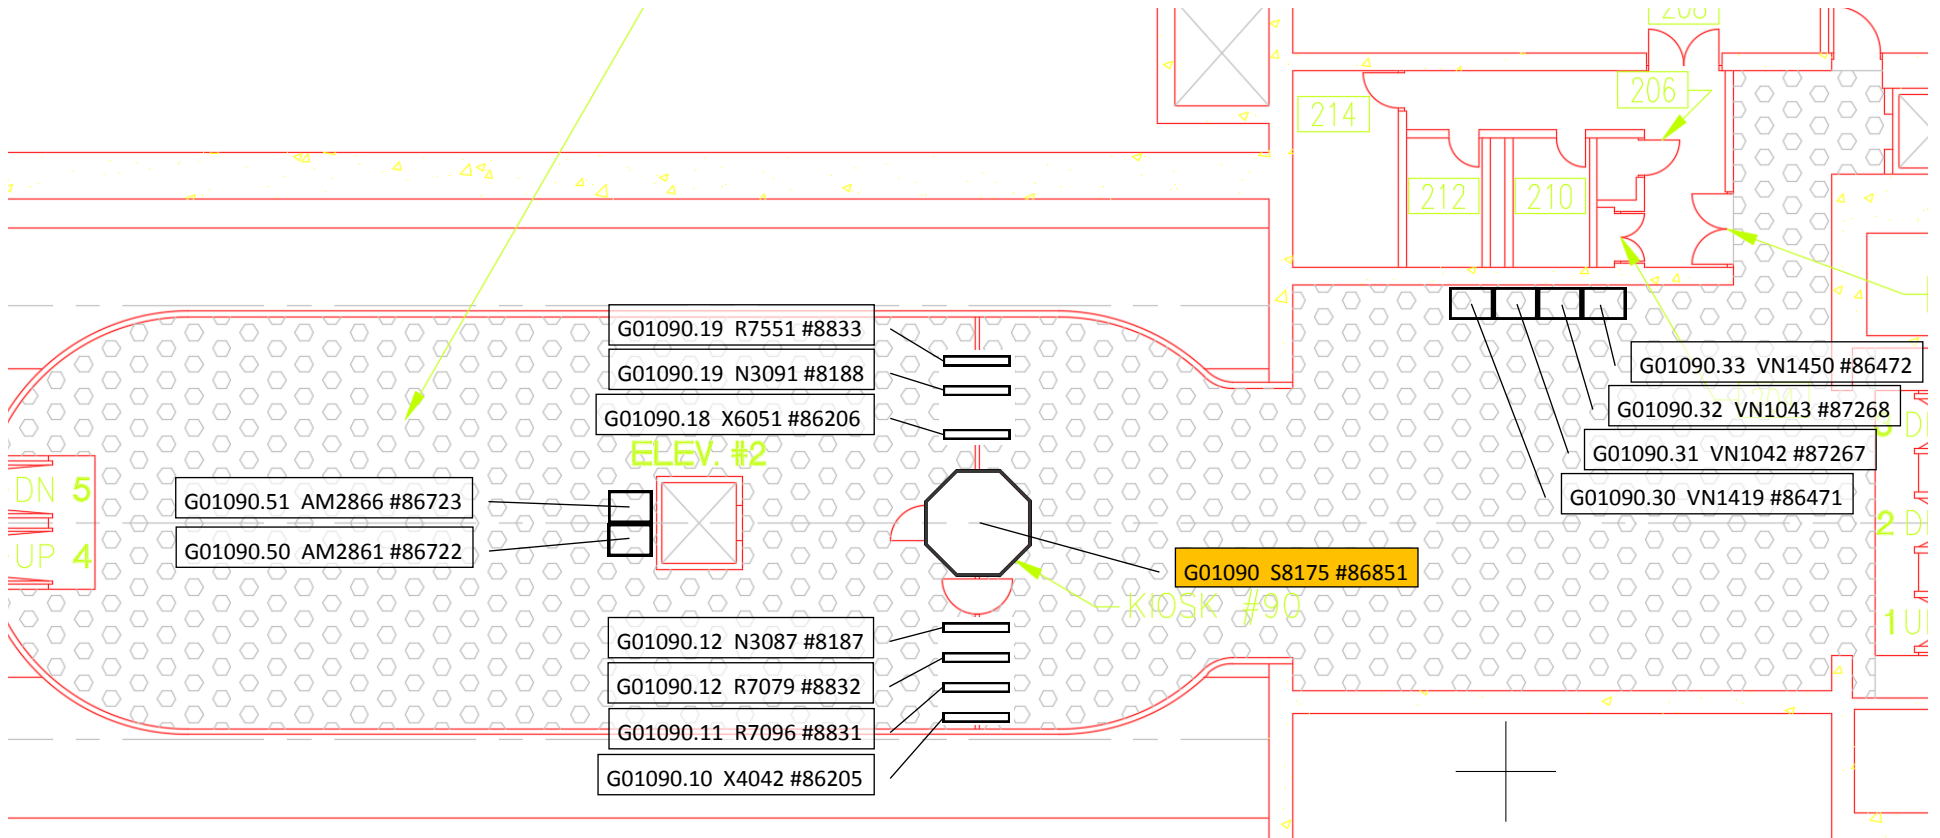 206
214
212
210
G01090.19 R7551 #8833
G01090.19 N3091 #8188
G01090.18 X6051 #86206
ELEV. #2
G01090.33 VN1450 #86472
G01090.32 VN1043 #87268
G01090.31 VN1042 #87267
G01090.30 VN1419 #86471
DN 5
UP 4
G01090.51 AM2866 #86723
G01090.50 AM2861 #86722
3 D
2 D
1 U
G01090 S8175 #86851
KIOSK #90
G01090.12 N3087 #8187
G01090.12 R7079 #8832
G01090.11 R7096 #8831
G01090.10 X4042 #86205